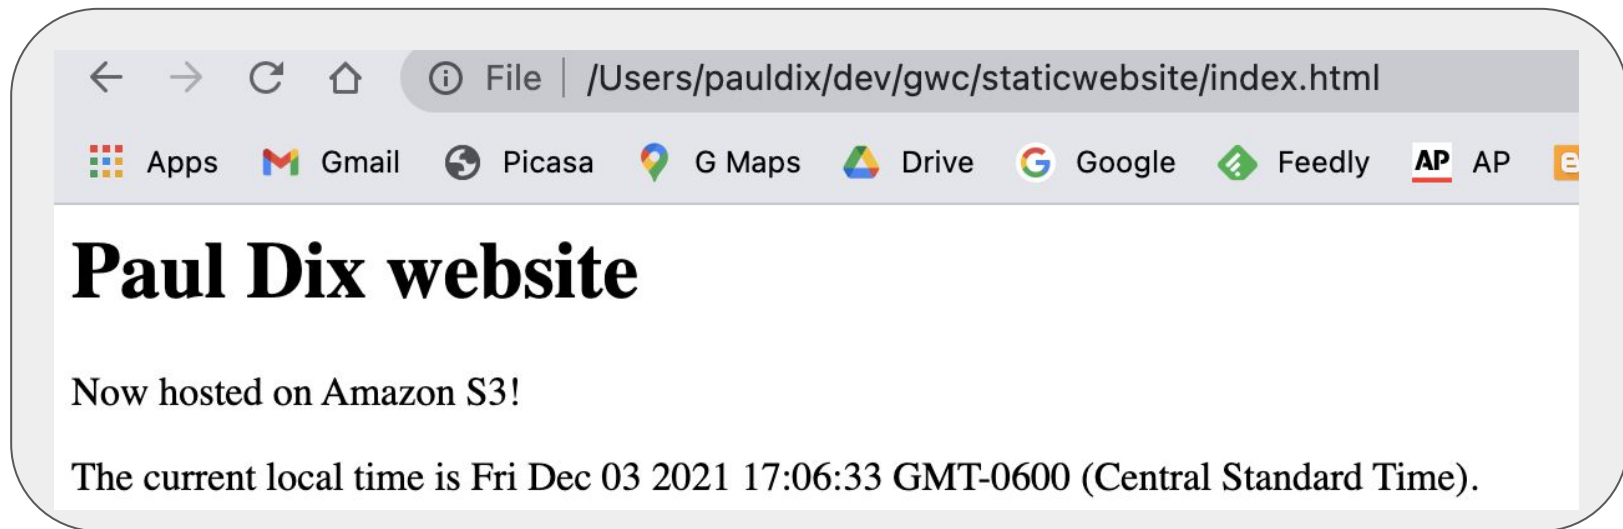 File | /Users/pauldix/dev/gwc/staticwebsite/index.html
Apps Gmail Picasa G Maps Drive Google Feedly AP AP
Paul Dix website
Now hosted on Amazon S3!
The current local time is Fri Dec 03 2021 17:06:33 GMT-0600 (Central Standard Time).